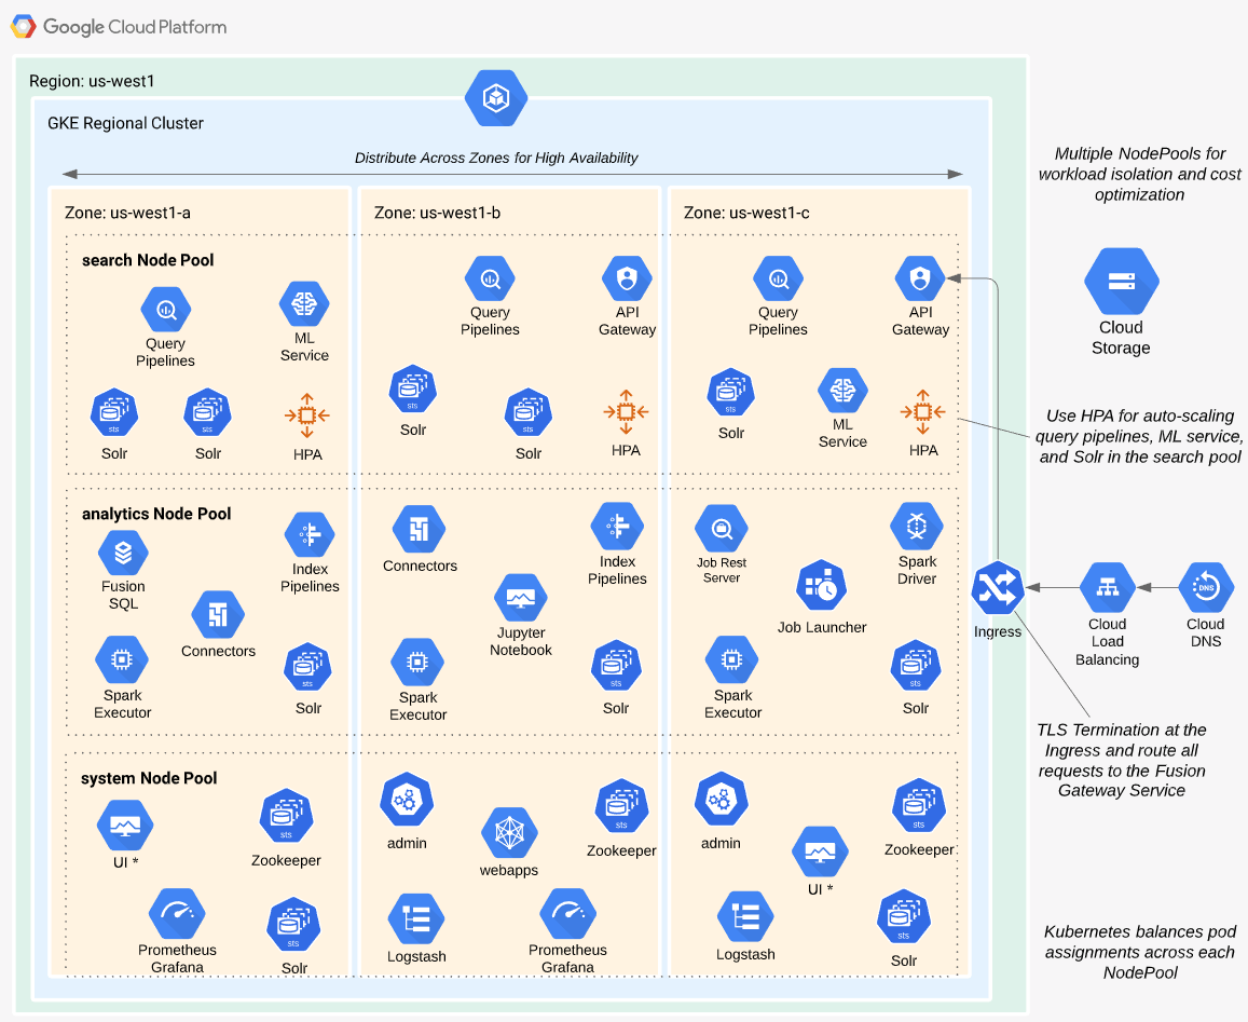 Google Cloud Platform
Region: us-west1
GKE Regional Cluster
Distribute Across Zones for High Availability
Zone: us-west1-a
Zone: us-west1-b
Zone: us-west1-c
search Node Pool
Query
Pipelines
ML
Service
sts
Solr
sts
Solr
HPA
Query
Pipelines
API
Gateway
sts
Solr
sts
Solr
HPA
Query
Pipelines
API
Gateway
sts
Solr
ML
Service
HPA
analytics Node Pool
Fusion
SQL
Index
Pipelines
Connectors
Spark
Executor
sts
Solr
Connectors
Index
Pipelines
Jupyter
Notebook
Spark
Executor
sts
Solr
Job Rest
Server
Spark
Driver
Job Launcher
Spark
Executor
sts
Solr
system Node Pool
UI *
sts
Zookeeper
Prometheus
Grafana
sts
Solr
admin
webapps
sts
Zookeeper
Logstash
Prometheus
Grafana
admin
sts
Zookeeper
UI *
Logstash
sts
Solr
Multiple NodePools for
workload isolation and cost
optimization
Cloud
Storage
Use HPA for auto-scaling
query pipelines, ML service,
and Solr in the search pool
Ingress
Cloud
Load
Balancing
DNS
Cloud
DNS
TLS Termination at the
Ingress and route all
requests to the Fusion
Gateway Service
Kubernetes balances pod
assignments across each
NodePool